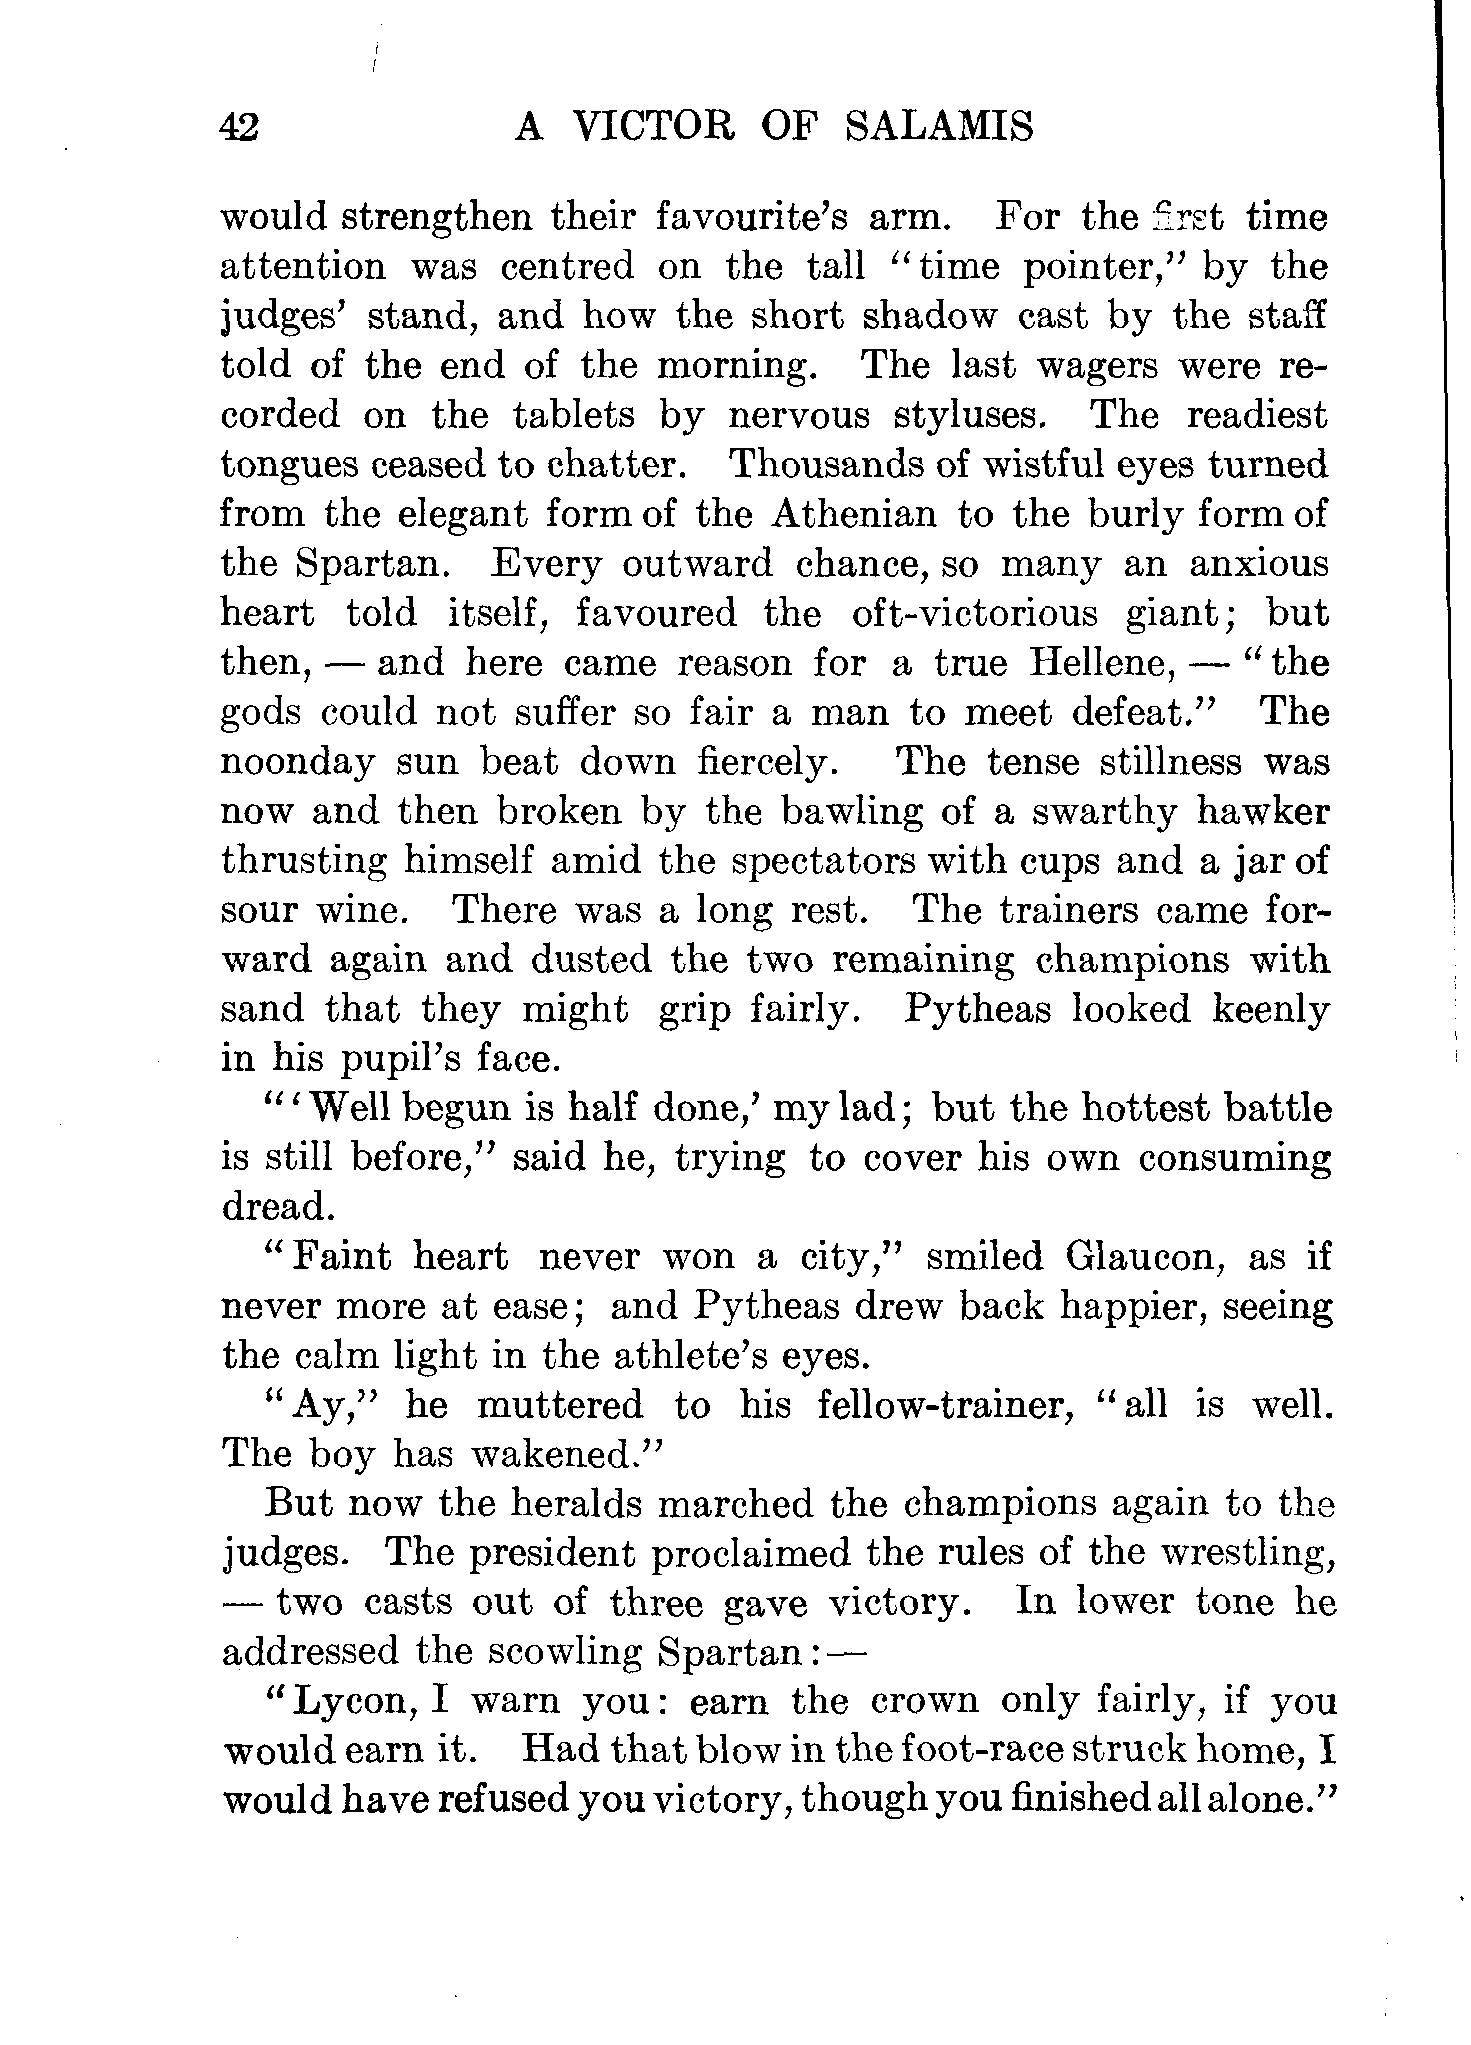 42 A VICTOR OF SALAMIS
would strengthen their favourite's arm. For the first time
attention was centred on the tall "time pointer," by the
judges' stand, and how the short shadow cast by the staff
told of the end of the morning. The last wagers were re-
corded on the tablets by nervous styluses. The readiest
tongues ceased to chatter. Thousands of wistful eyes turned
from the elegant form of the Athenian to the burly form of
the Spartan. Every outward chance, so many an anxious
heart told itself, favoured the oft-victorious giant; but
then, — and here came reason for a true Hellene, — "the
gods could not suffer so fair a man to meet defeat." The
noonday sun beat down fiercely. The tense stillness was
now and then broken by the bawling of a swarthy hawker
thrusting himself amid the spectators with cups and a jar of
sour wine. There was a long rest. The trainers came for-
ward again and dusted the two remaining champions with
sand that they might grip fairly. Pytheas looked keenly
in his pupil's face.
"'Well begun is half done,' my lad; but the hottest battle
is still before," said he, trying to cover his own consuming
dread.
"Faint heart never won a city," smiled Glaucon, as if
never more at ease; and Pytheas drew back happier, seeing
the calm light in the athlete's eyes.
"Ay," he muttered to his fellow-trainer, "all is well.
The boy has wakened."
But now the heralds marched the champions again to the
judges. The president proclaimed the rules of the wrestling,
— two casts out of three gave victory. In lower tone he
addressed the scowling Spartan:—
"Lycon, I warn you: earn the crown only fairly, if you
would earn it. Had that blow in the foot-race struck home, I
would have refused you victory, though you finished all alone."